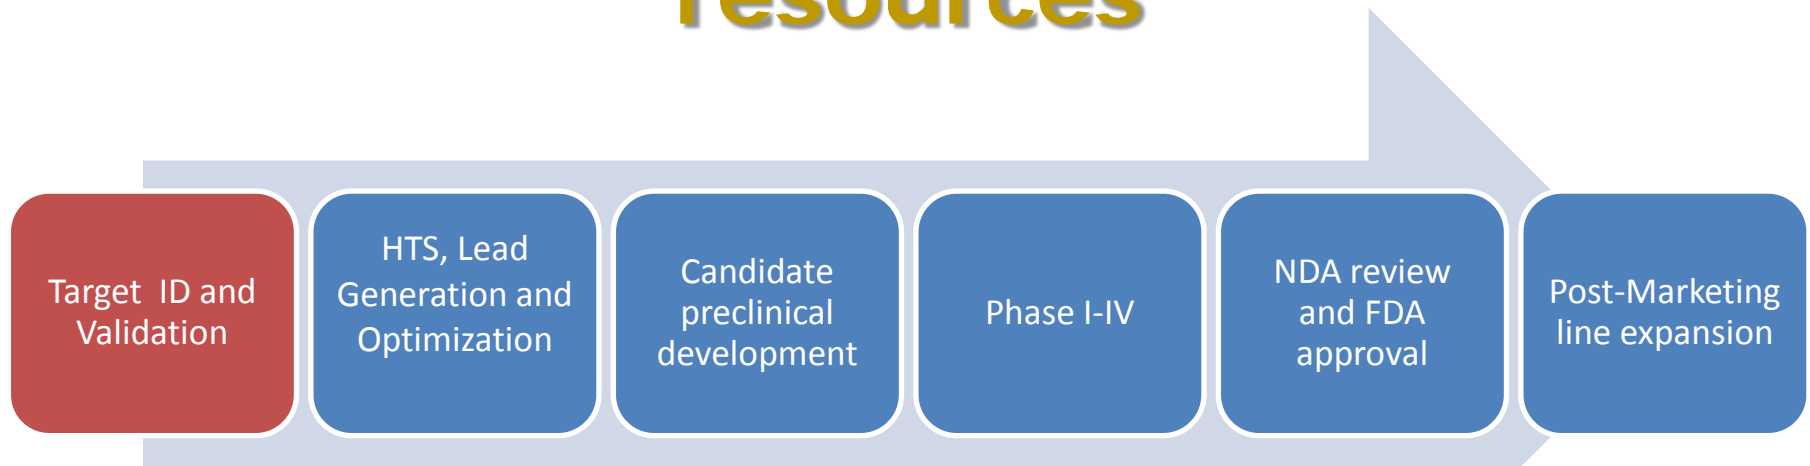 resources
Target ID and
Validation
HTS, Lead
Generation and
Optimization
Candidate
preclinical
development
Phase I-IV
NDA review
and FDA
approval
Post-Marketing
line expansion